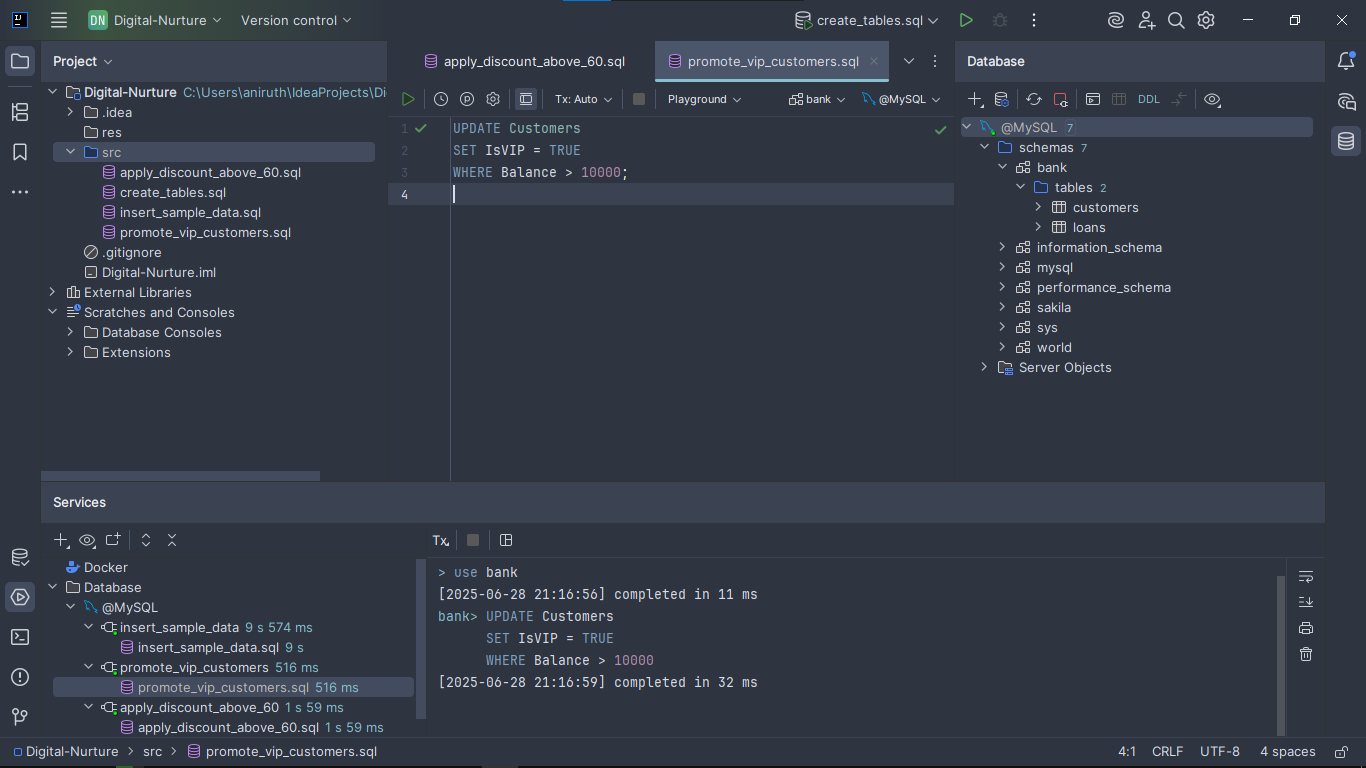 DN Digital-Nurture Version control create_tables.sql
Project
Digital-Nurture C:\Users\aniruth\IdeaProjects\Di
.idea
res
src
apply_discount_above_60.sql
create_tables.sql
insert_sample_data.sql
promote_vip_customers.sql
.gitignore
Digital-Nurture.iml
External Libraries
Scratches and Consoles
Database Consoles
Extensions
apply_discount_above_60.sql promote_vip_customers.sql
Tx: Auto Playground bank @MySQL
1 UPDATE Customers
2 SET IsVIP = TRUE
3 WHERE Balance > 10000;
4
Database
DDL
@MySQL 7
schemas 7
bank
tables 2
customers
loans
information_schema
mysql
performance_schema
sakila
sys
world
Server Objects
Services
Docker
Database
@MySQL
insert_sample_data 9 s 574 ms
insert_sample_data.sql 9 s
promote_vip_customers 516 ms
promote_vip_customers.sql 516 ms
apply_discount_above_60 1 s 59 ms
apply_discount_above_60.sql 1 s 59 ms
Tx
> use bank
[2025-06-28 21:16:56] completed in 11 ms
bank> UPDATE Customers
SET IsVIP = TRUE
WHERE Balance > 10000
[2025-06-28 21:16:59] completed in 32 ms
Digital-Nurture > src > promote_vip_customers.sql 4:1 CRLF UTF-8 4 spaces